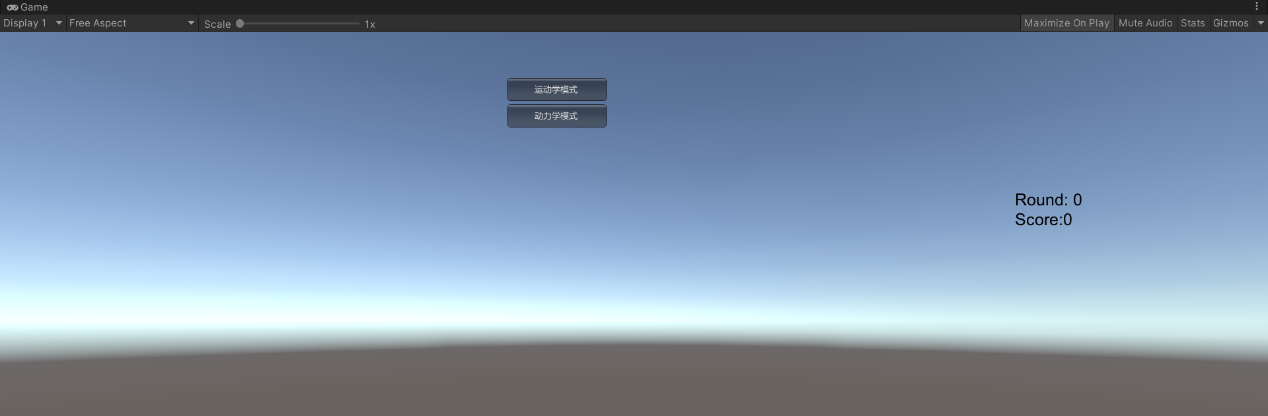 Game
Display 1 Free Aspect Scale 1x Maximize On Play Mute Audio Stats Gizmos
运动学模式
动力学模式
Round: 0
Score:0